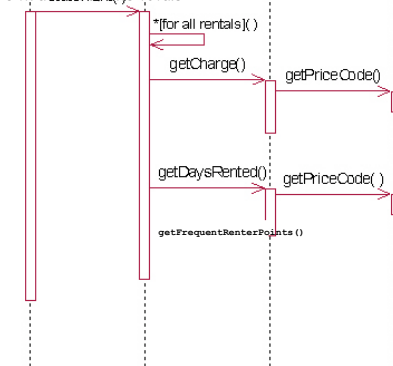 *[for all rentals]( )
getCharge()
getPriceCode()
getDaysRented()
getPriceCode( )
getFrequentRenterPoints()